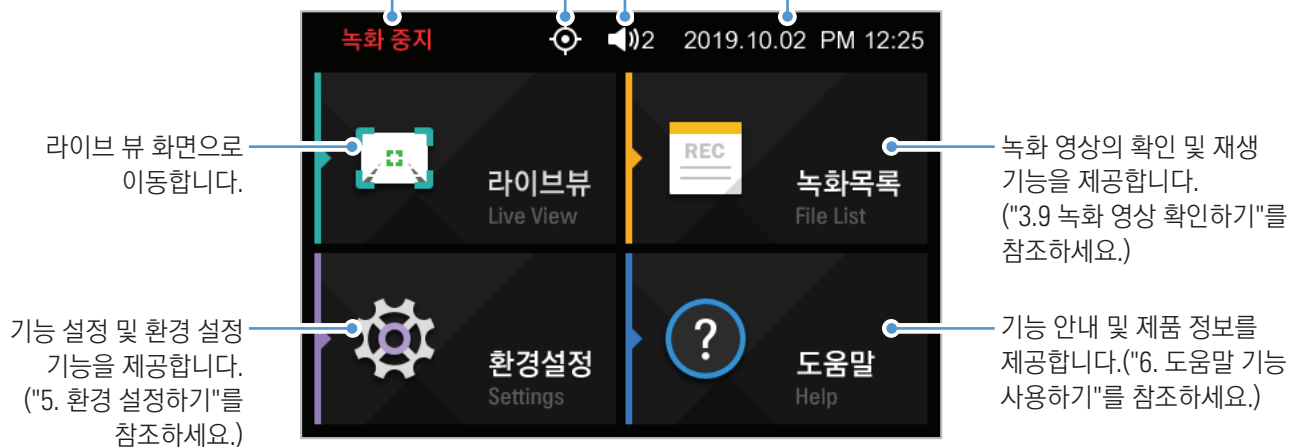 녹화 중지 2 2019.10.02 PM 12:25
라이브 뷰 화면으로
이동합니다.
라이브뷰
Live View
REC
녹화목록
File List
녹화 영상의 확인 및 재생
기능을 제공합니다.
("3.9 녹화 영상 확인하기"를
참조하세요.)
기능 설정 및 환경 설정
기능을 제공합니다.
("5. 환경 설정하기"를
참조하세요.)
환경설정
Settings
?
도움말
Help
기능 안내 및 제품 정보를
제공합니다.("6. 도움말 기능
사용하기"를 참조하세요.)